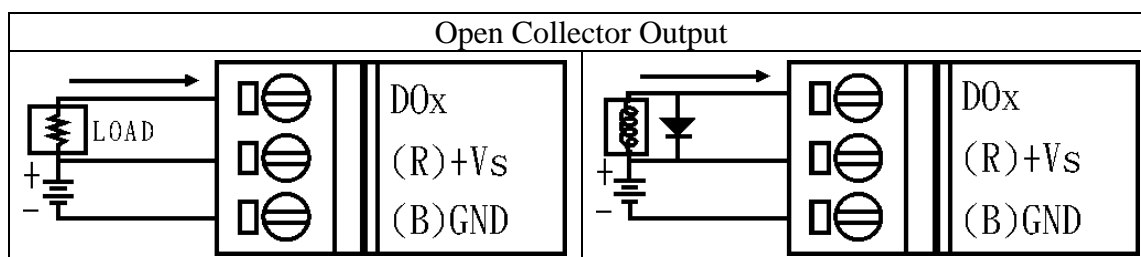 Open Collector Output
LOAD
+
-
DOx
(R)+Vs
(B)GND
+
-
DOx
(R)+Vs
(B)GND